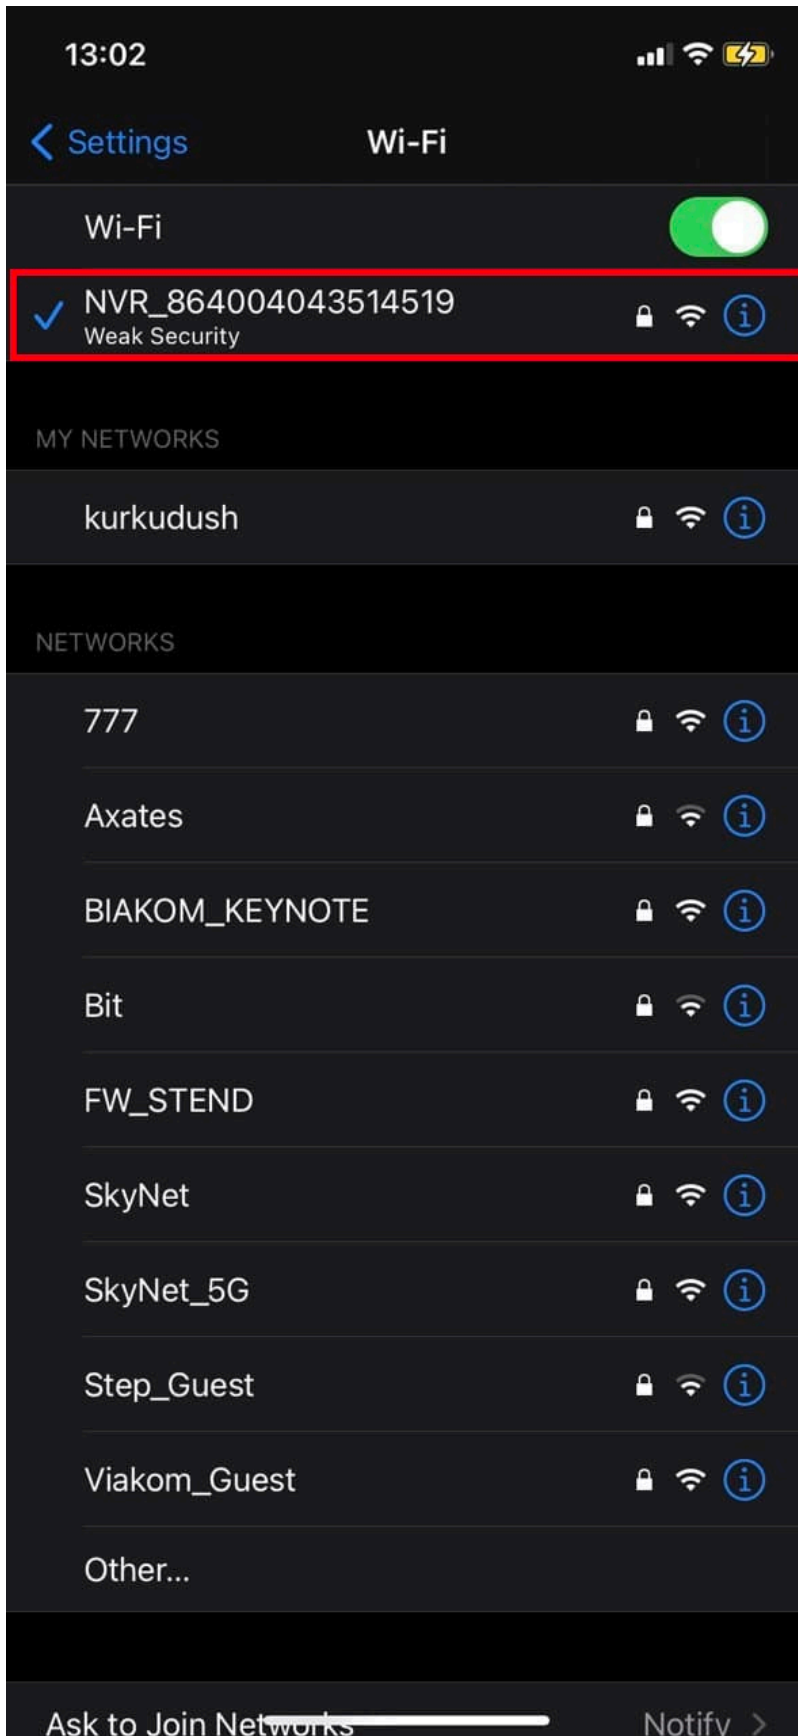 13:02
Settings
Wi-Fi
Wi-Fi
NVR_864004043514519
Weak Security
MY NETWORKS
kurkudush
NETWORKS
777
Axates
BIAKOM_KEYNOTE
Bit
FW_STEND
SkyNet
SkyNet_5G
Step_Guest
Viakom_Guest
Other...
Ask to Join Networks Notify